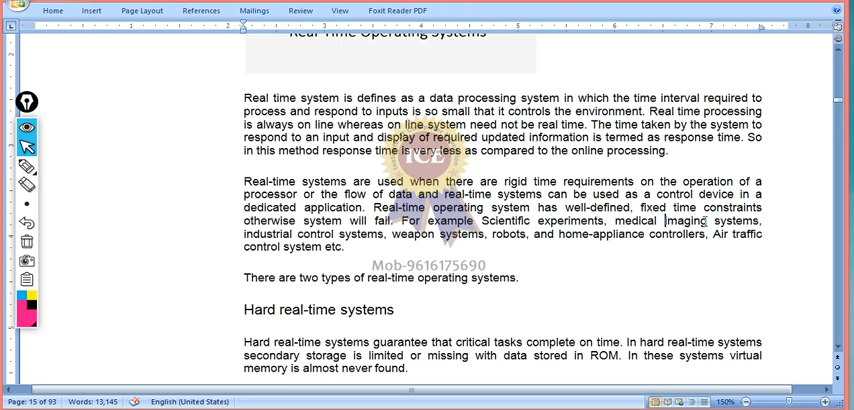 Home Insert Page Layout References Mailings Review View Foxit Reader PDF
Real Time Operating Systems
Real time system is defines as a data processing system in which the time interval required to
process and respond to inputs is so small that it controls the environment. Real time processing
is always on line whereas on line system need not be real time. The time taken by the system to
respond to an input and display of required updated information is termed as response time. So
in this method response time is very less as compared to the online processing.
ICE
Real-time systems are used when there are rigid time requirements on the operation of a
processor or the flow of data and real-time systems can be used as a control device in a
dedicated application. Real-time operating system has well-defined, fixed time constraints
otherwise system will fail. For example Scientific experiments, medical imaging systems,
industrial control systems, weapon systems, robots, and home-appliance controllers, Air traffic
control system etc.
Mob-9616175690
There are two types of real-time operating systems.
Hard real-time systems
Hard real-time systems guarantee that critical tasks complete on time. In hard real-time systems
secondary storage is limited or missing with data stored in ROM. In these systems virtual
memory is almost never found.
Page: 15 of 93 Words: 13,145 English (United States) 150%